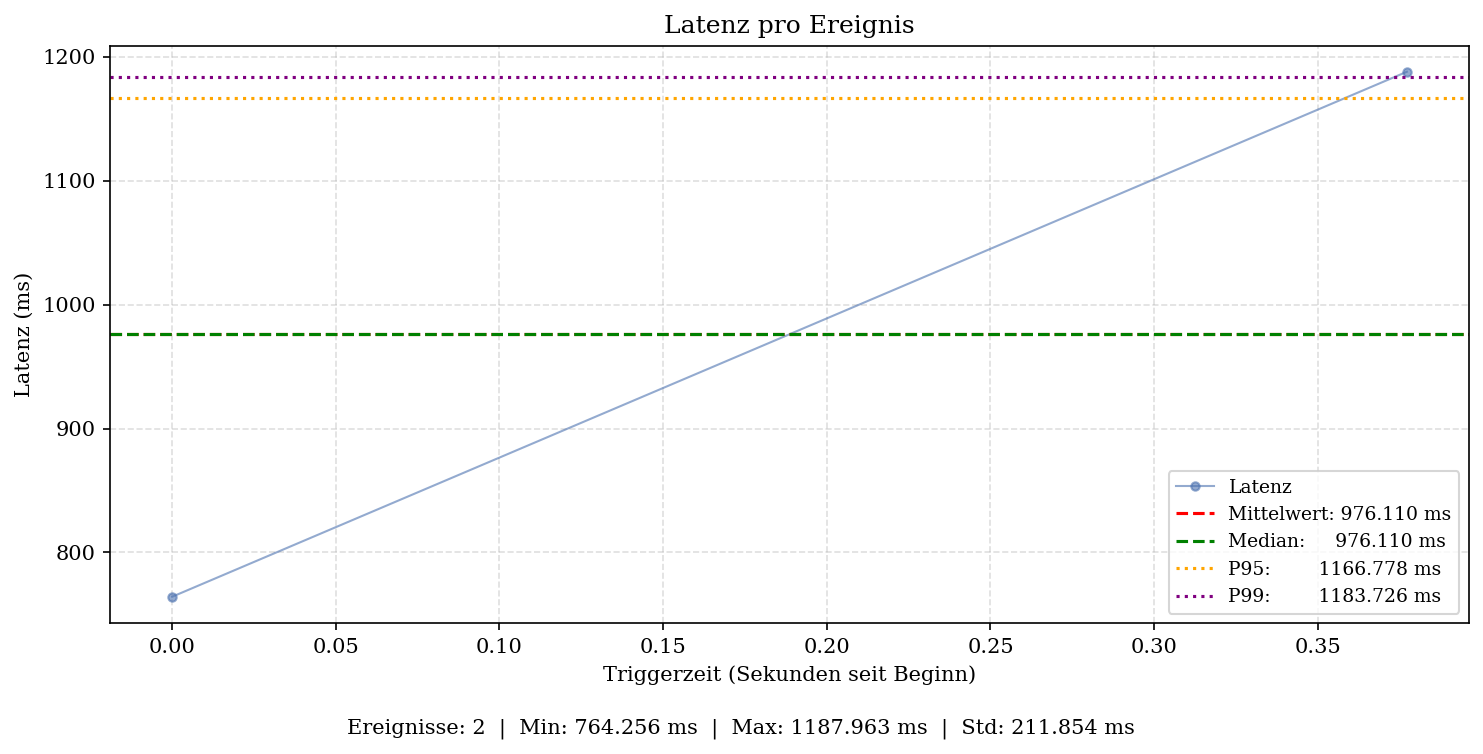 Latenz pro Ereignis
1200
1100
1000
900
800
Latenz (ms)
Latenz
Mittelwert: 976.110 ms
Median: 976.110 ms
P95: 1166.778 ms
P99: 1183.726 ms
0.00 0.05 0.10 0.15 0.20 0.25 0.30 0.35
Triggerzeit (Sekunden seit Beginn)
Ereignisse: 2 | Min: 764.256 ms | Max: 1187.963 ms | Std: 211.854 ms